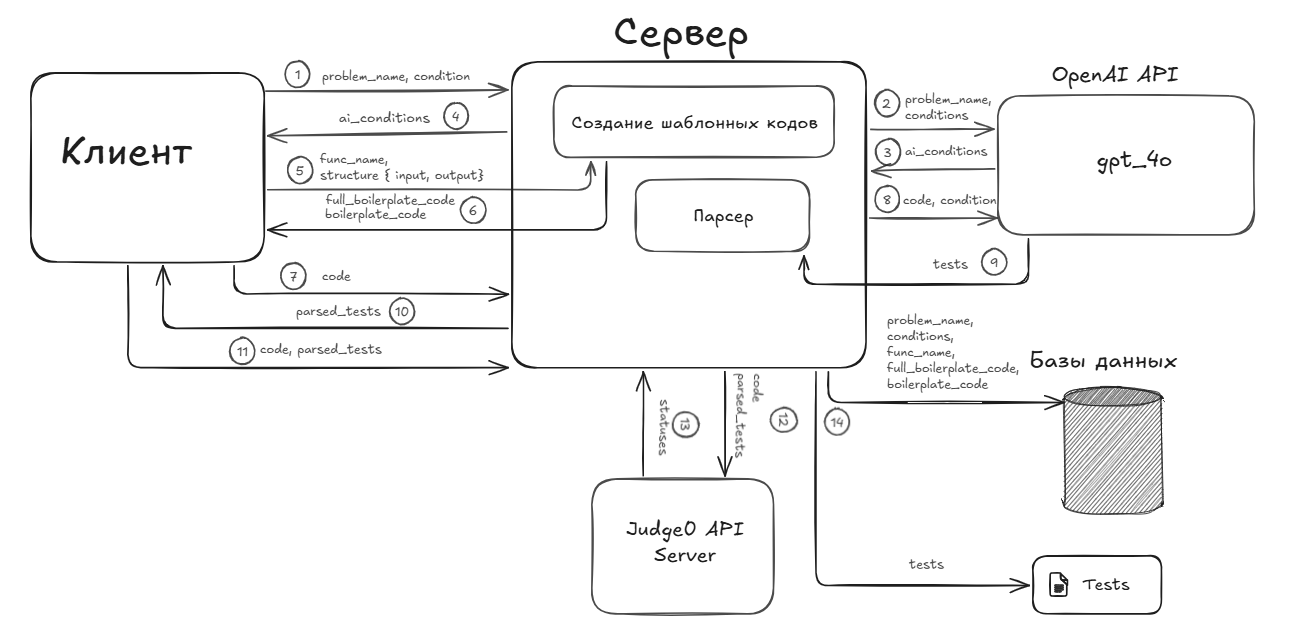 Сервер
Клиент
1
problem_name, condition
ai_conditions
4
5
func_name,
structure { input, output}
full_boilerplate_code
boilerplate_code
6
7
code
parsed_tests
10
11
code, parsed_tests
Создание шаблонных кодов
Парсер
OpenAI API
gpt_4o
2
problem_name,
conditions
3
ai_conditions
8
code, condition
tests
9
problem_name,
conditions,
func_name,
full_boilerplate_code,
boilerplate_code
14
Базы данных
statuses
13
code
parsed_tests
12
Judge0 API
Server
tests
Tests